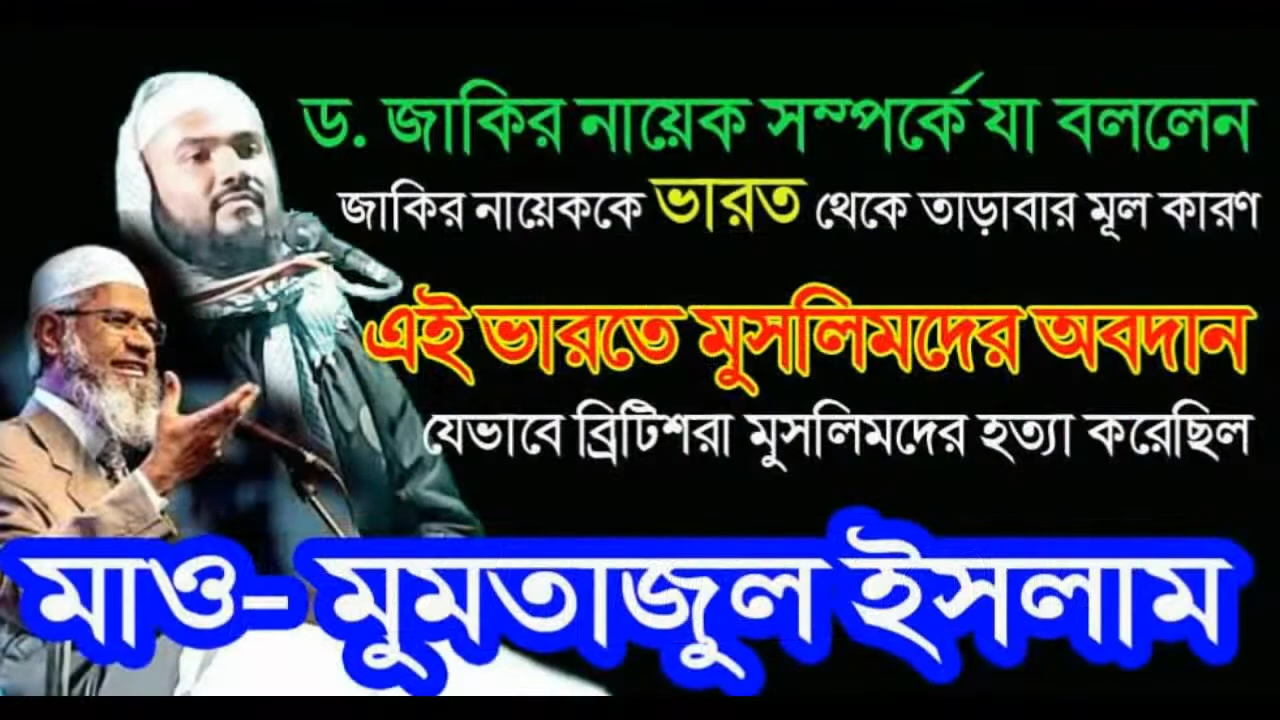 ড. জাকির নায়েক সম্পর্কে যা বললেন
জাকির নায়েককে ভারত থেকে তাড়াবার মূল কারণ
এই ভারতে মুসলিমদের অবদান
যেভাবে ব্রিটিশরা মুসলিমদের হত্যা করেছিল
মাও- মুমতাজুল ইসলাম